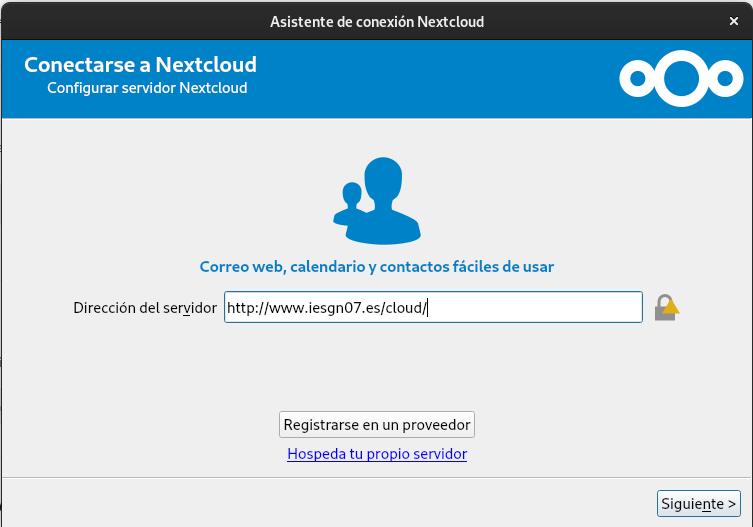 Asistente de conexión Nextcloud
Conectarse a Nextcloud
Configurar servidor Nextcloud
Correo web, calendario y contactos fáciles de usar
Dirección del servidor http://www.iesgn07.es/cloud/
Registrarse en un proveedor
Hospeda tu propio servidor
Siguiente >